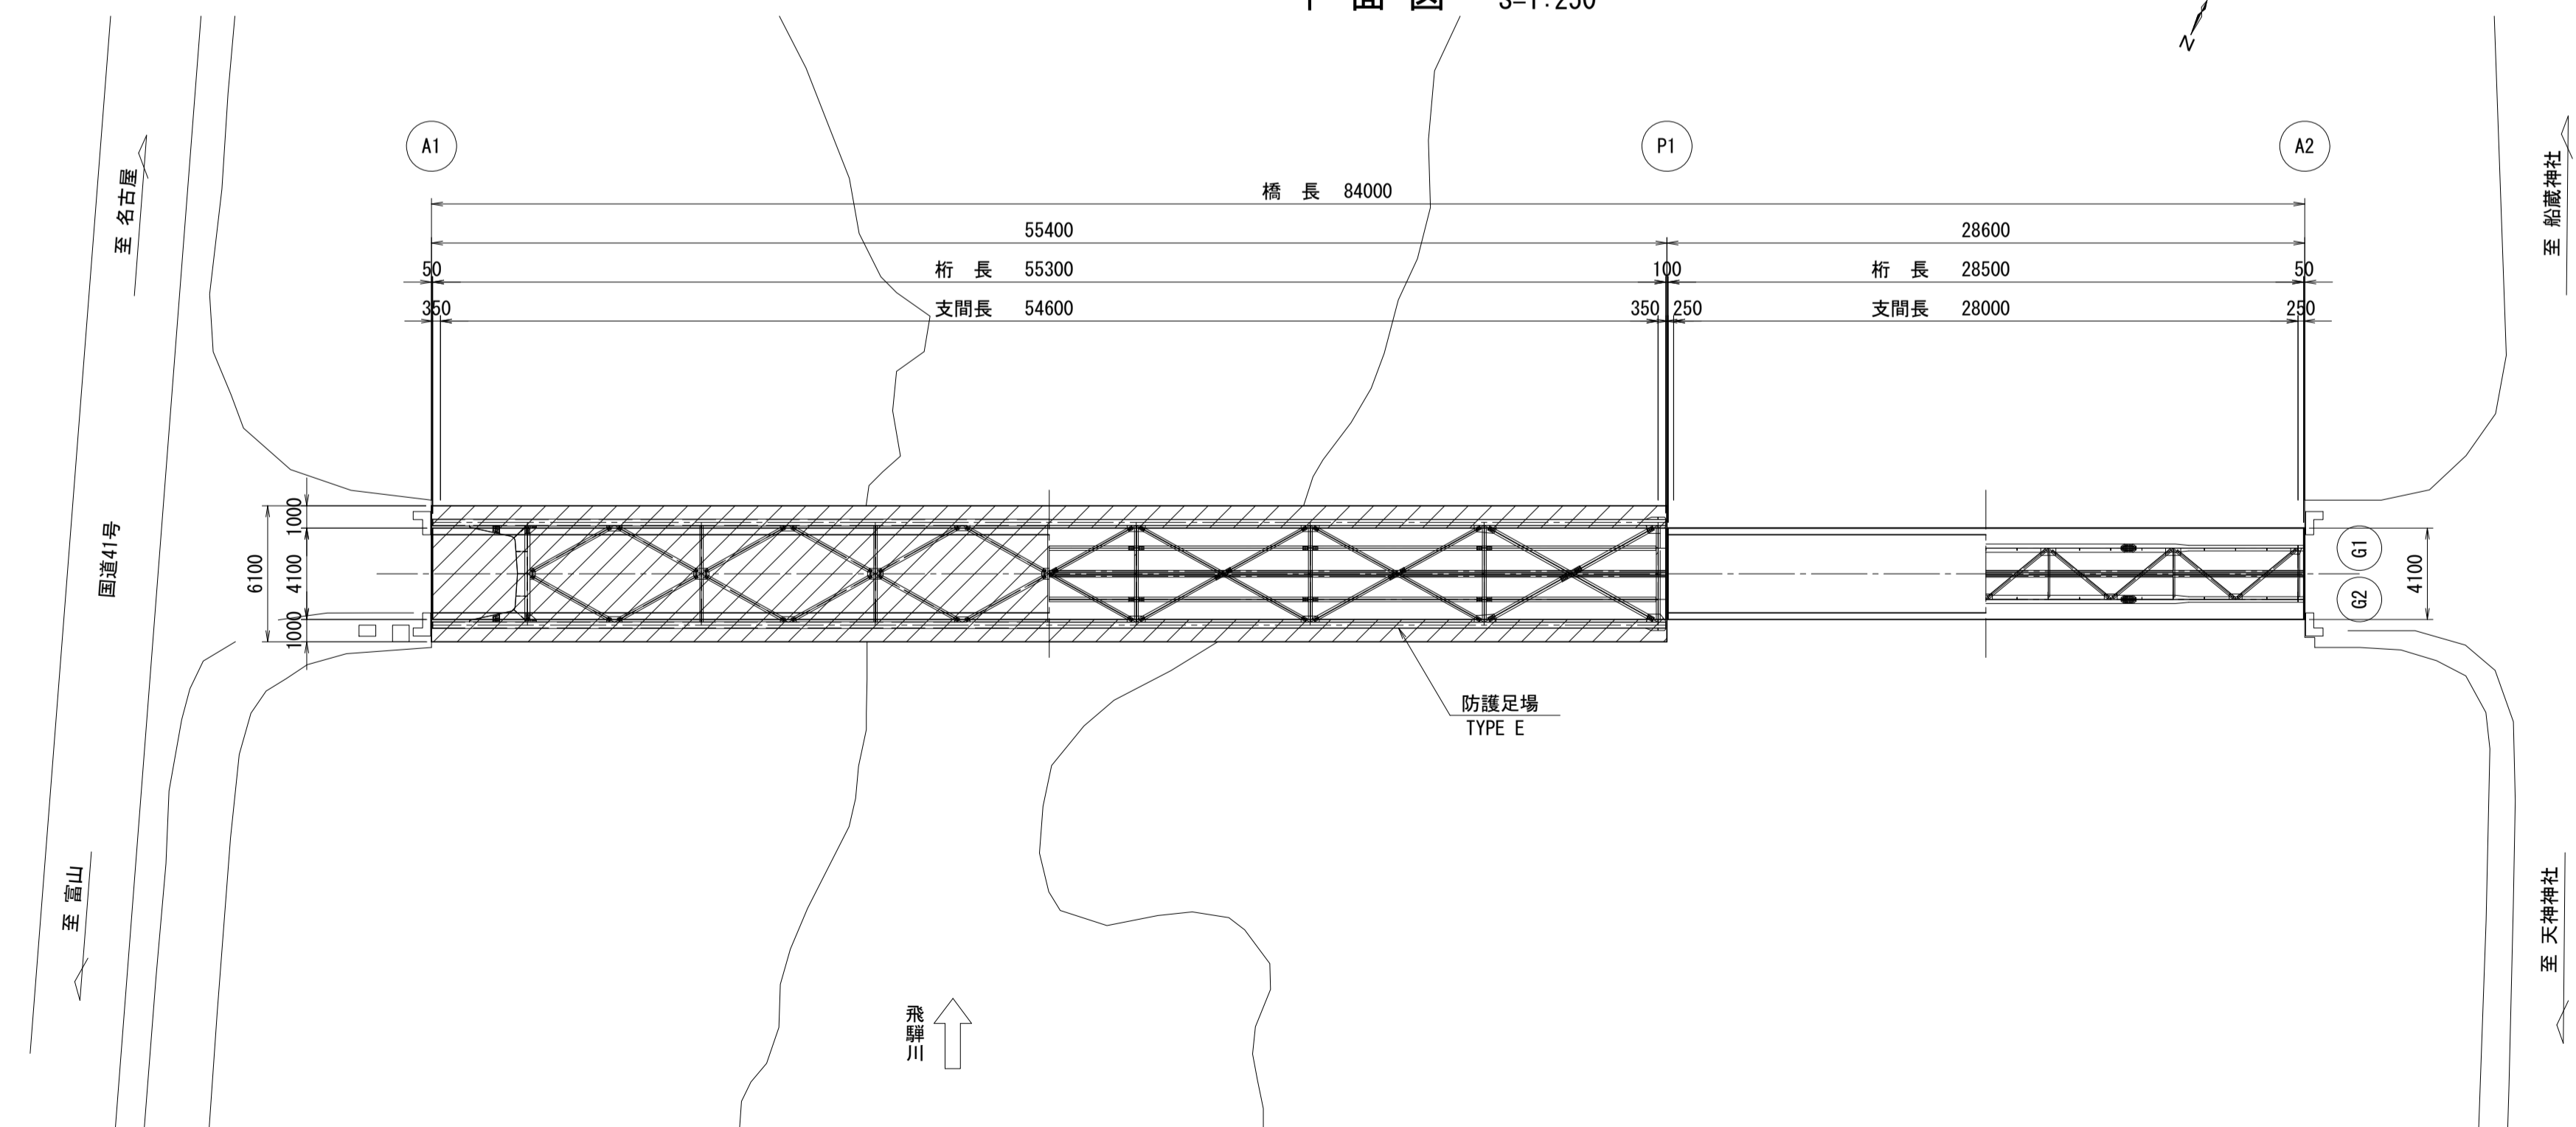 平 面 図 S=1:250
N
A1
P1
A2
橋 長 84000
55400
28600
50
桁 長 55300
100
桁 長 28500
50
350
支間長 54600
350
250
支間長 28000
250
至 名古屋
国道41号
至 富山
至 船蔵神社
至 天神神社
1000
4100
1000
6100
G1
G2
4100
防護足場
TYPE E
飛騨川